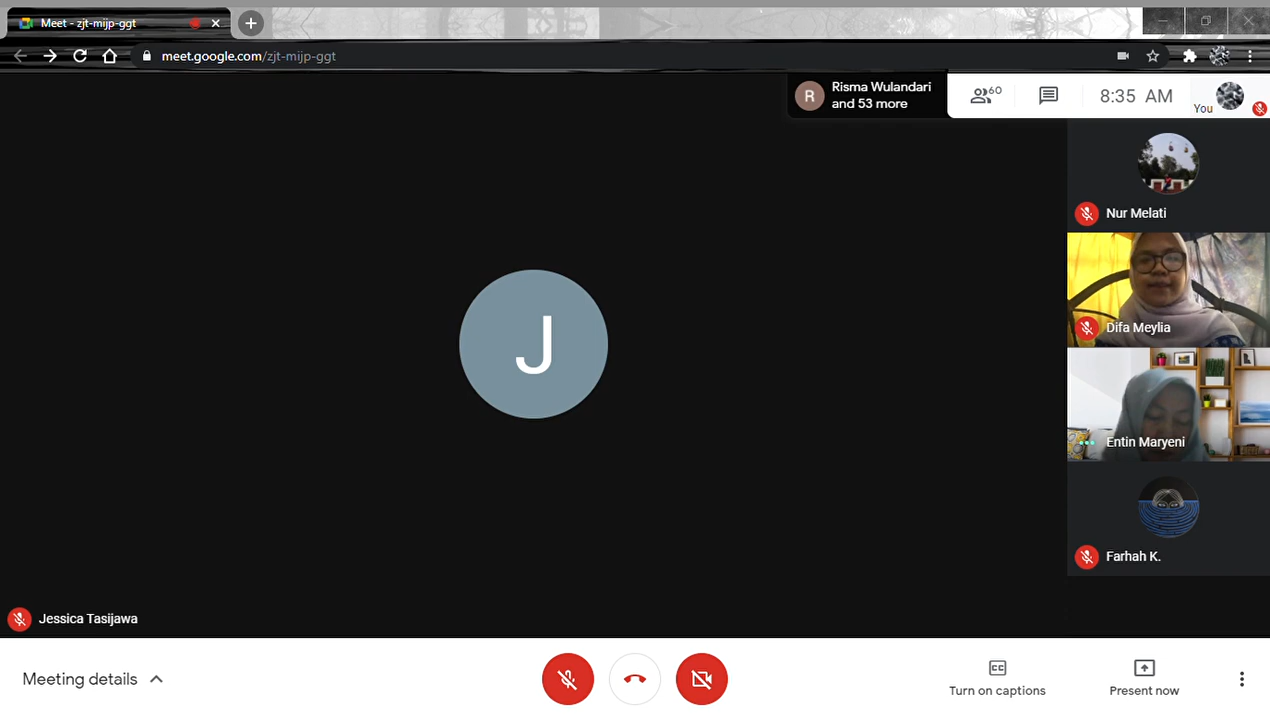 Meet - zjt-mijp-ggt
meet.google.com/zjt-mijp-ggt
R
Risma Wulandari
and 53 more
60
8:35 AM
You
Nur Melati
Difa Meylia
Entin Maryeni
Farhah K.
J
Jessica Tasijawa
Meeting details
CC
Turn on captions
Present now